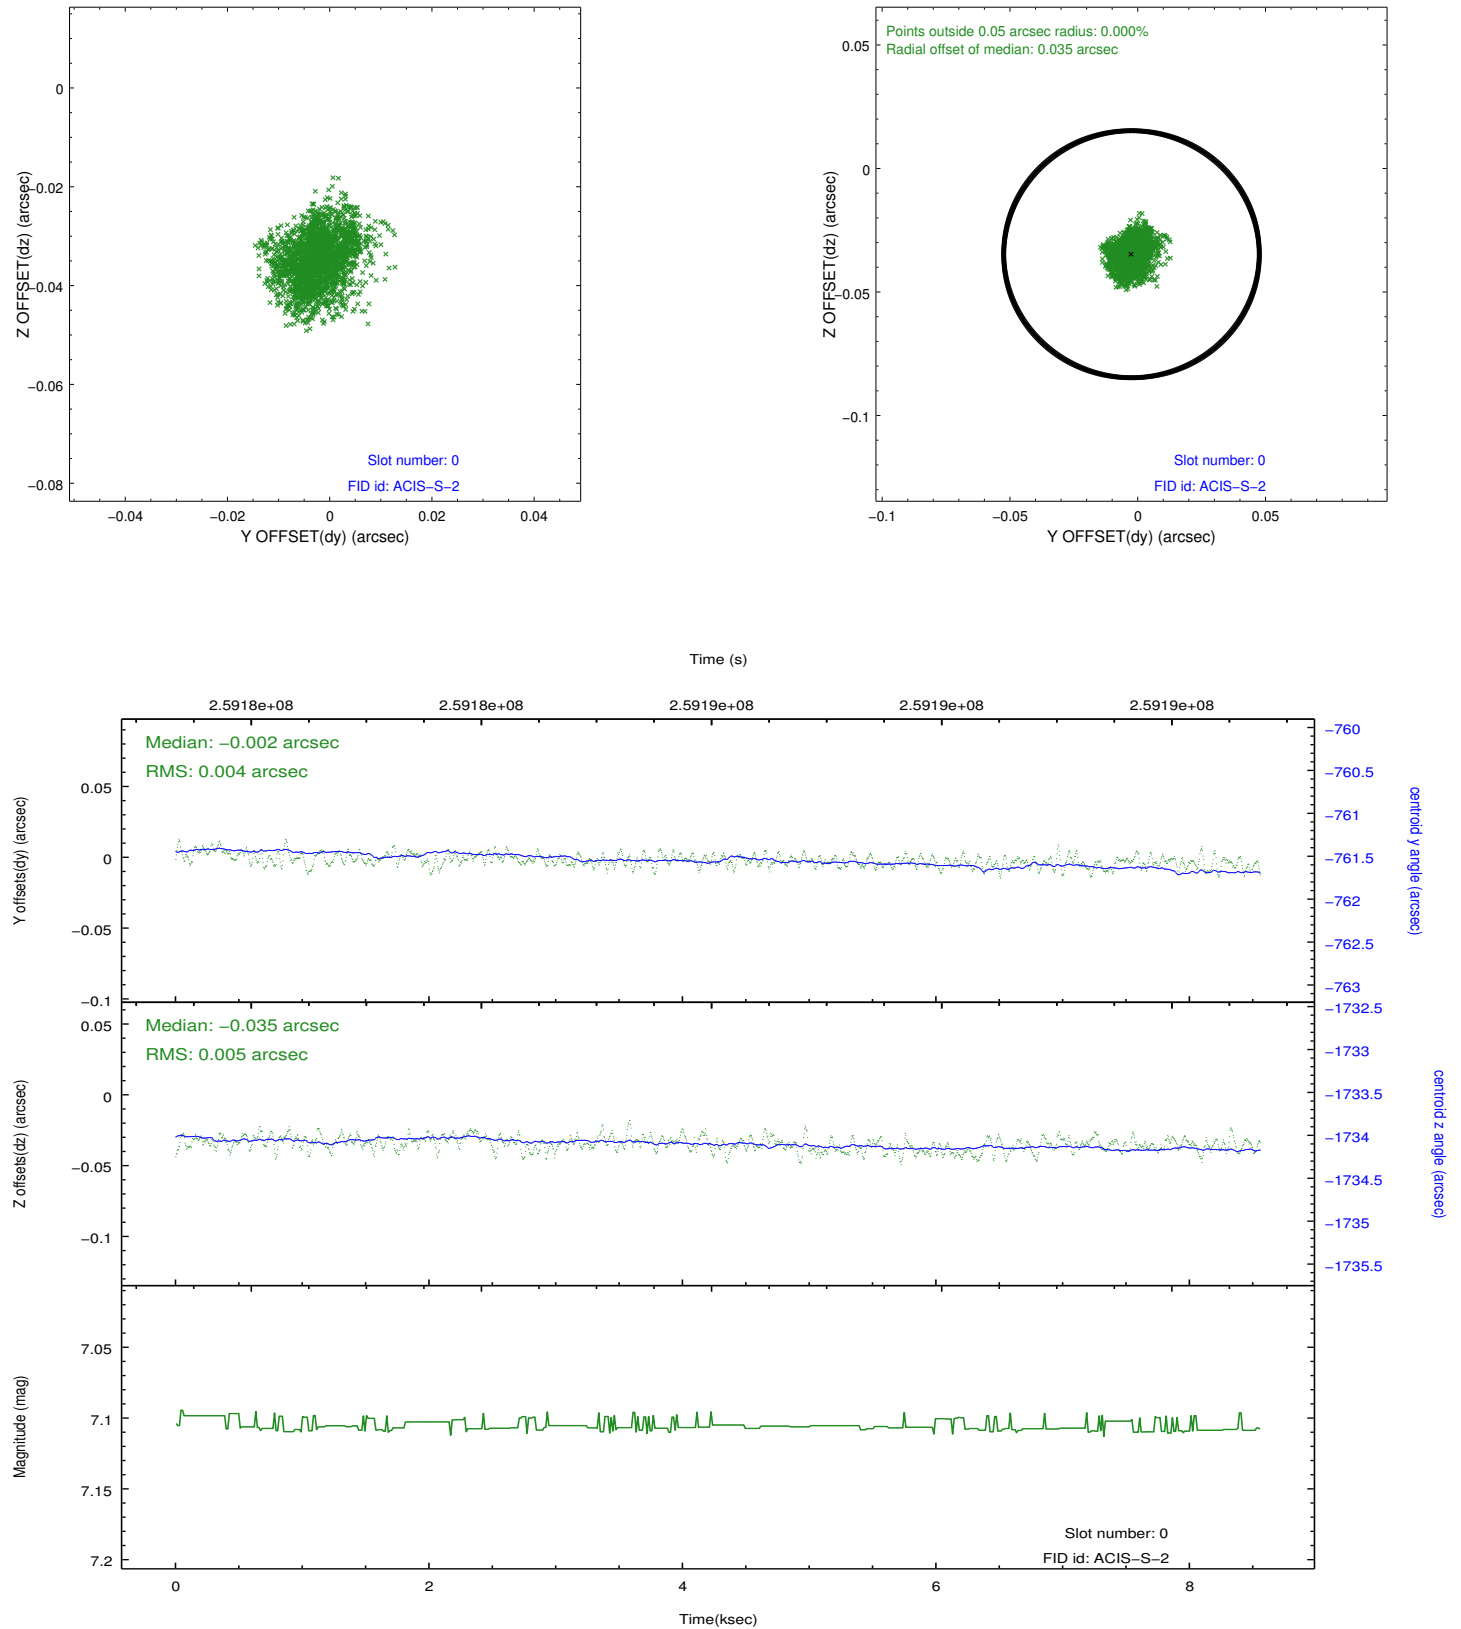 0
−0.02
−0.04
−0.06
−0.08
Z OFFSET(dz) (arcsec)
Slot number: 0
FID id: ACIS−S−2
−0.04
−0.02
0
0.02
0.04
Y OFFSET(dy) (arcsec)
Points outside 0.05 arcsec radius: 0.000%
Radial offset of median: 0.035 arcsec
0.05
0
−0.05
−0.1
Z OFFSET(dz) (arcsec)
Slot number: 0
FID id: ACIS−S−2
−0.1
−0.05
0
0.05
Y OFFSET(dy) (arcsec)
Time (s)
2.5918e+08
2.5918e+08
2.5919e+08
2.5919e+08
2.5919e+08
Median: −0.002 arcsec
RMS: 0.004 arcsec
0.05
0
−0.05
−0.1
Y offsets(dy) (arcsec)
−760
−760.5
−761
−761.5
−762
−762.5
−763
centroid y angle (arcsec)
Median: −0.035 arcsec
RMS: 0.005 arcsec
0.05
0
−0.05
−0.1
Z offsets(dz) (arcsec)
−1732.5
−1733
−1733.5
−1734
−1734.5
−1735
−1735.5
centroid z angle (arcsec)
7.05
7.1
7.15
7.2
Magnitude (mag)
Slot number: 0
FID id: ACIS−S−2
0
2
4
6
8
Time(ksec)